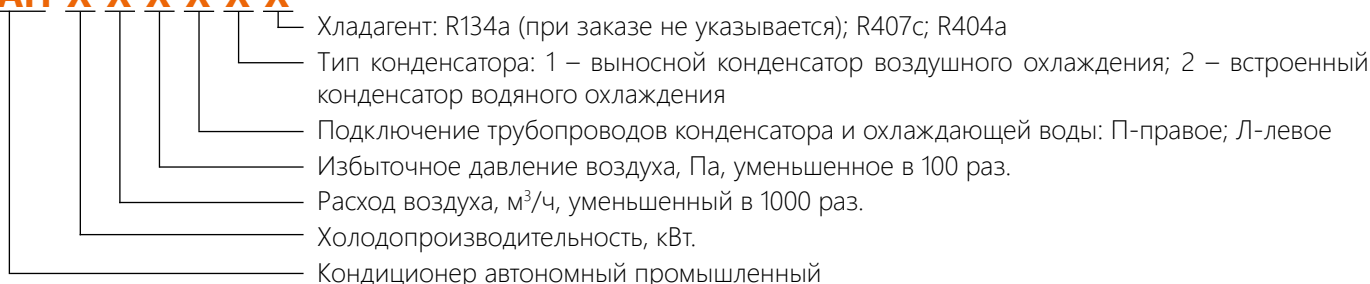 Х Х Х Х Х Х
Хладагент: R134a (при заказе не указывается); R407c; R404a
Тип конденсатора: 1 – выносной конденсатор воздушного охлаждения; 2 – встроенный
конденсатор водяного охлаждения
Подключение трубопроводов конденсатора и охлаждающей воды: П-правое; Л-левое
Избыточное давление воздуха, Па, уменьшенное в 100 раз.
Расход воздуха, м³/ч, уменьшенный в 1000 раз.
Холодопроизводительность, кВт.
Кондиционер автономный промышленный